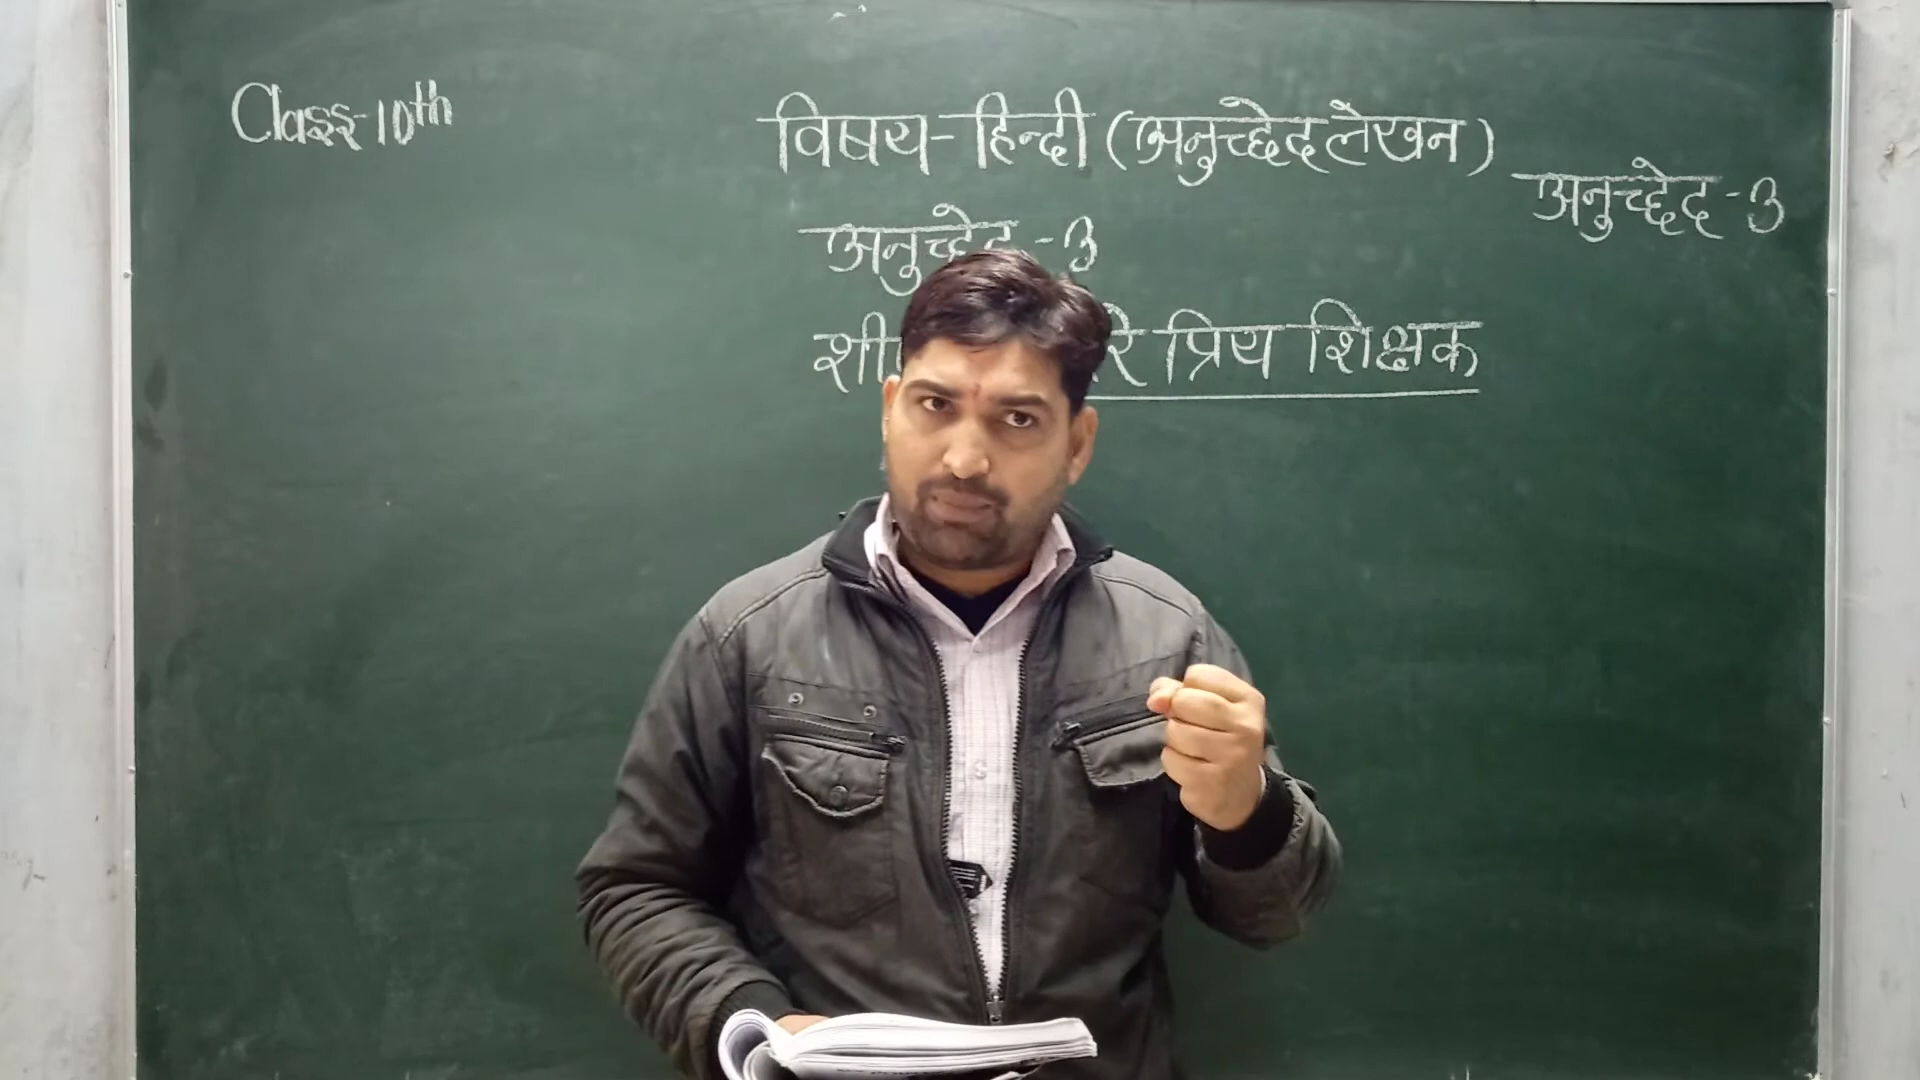 Class-10th
विषय-हिन्दी (अनुच्छेद लेखन)
अनुच्छेद-3
अनुच्छेद-3
प्रिय शिक्षक